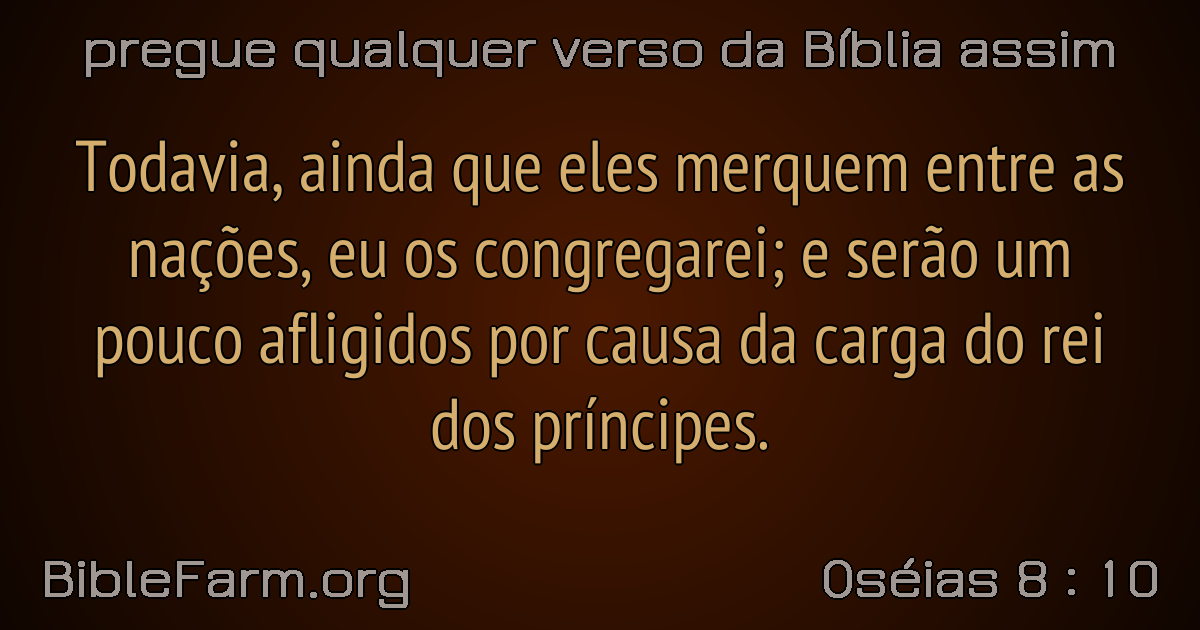 pregue qualquer verso da Bíblia assim
Todavia, ainda que eles merquem entre as
nações, eu os congregarei; e serão um
pouco afligidos por causa da carga do rei
dos príncipes.
BibleFarm.org
Oséias 8 : 10